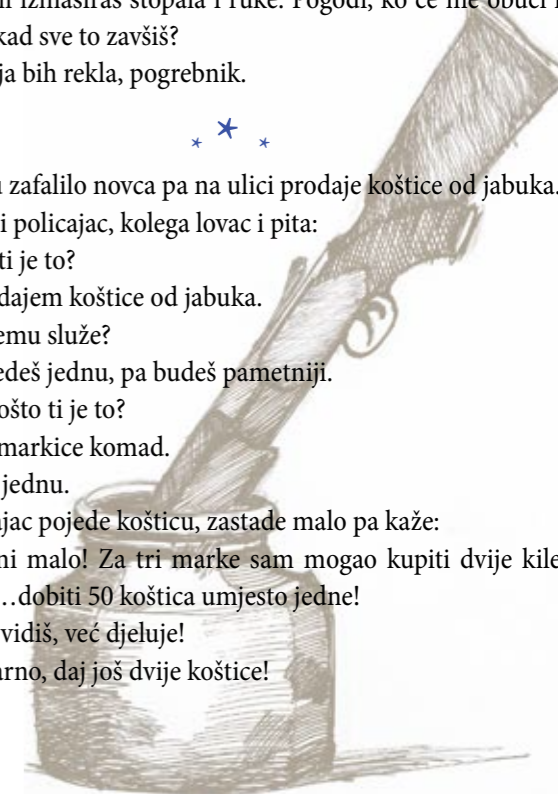 izmasiraš stopala i ruke. Pogodi, ko će me obući i
kad sve to zavšiš?
ja bih rekla, pogrebnik.
zafalilo novca pa na ulici prodaje koštice od jabuka.
i policajac, kolega lovac i pita:
ti je to?
dajem koštice od jabuka.
emu služe?
edeš jednu, pa budeš pametniji.
ošto ti je to?
markice komad.
jednu.
ajac pojede košticu, zastade malo pa kaže:
ni malo! Za tri marke sam mogao kupiti dvije kile
…dobiti 50 koštica umjesto jedne!
vidiš, već djeluje!
arno, daj još dvije koštice!